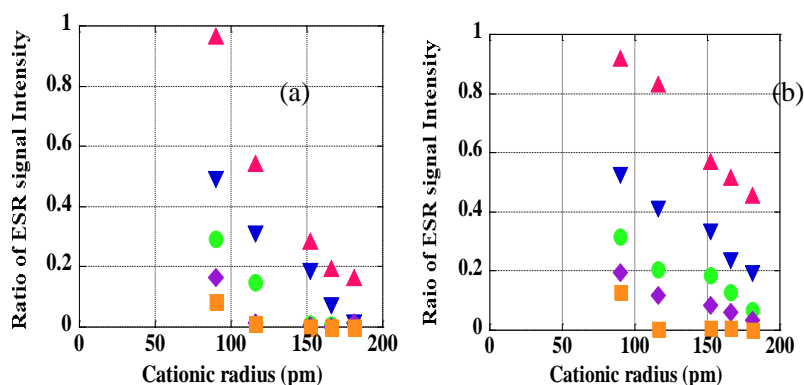 Ratio of ESR signal Intensity
1
0.8
0.6
0.4
0.2
0
(a)
0 50 100 150 200
Cationic radius (pm)
Raio of ESR signal Intensity
1
0.8
0.6
0.4
0.2
0
(b)
0 50 100 150 200
Cationic radius (pm)